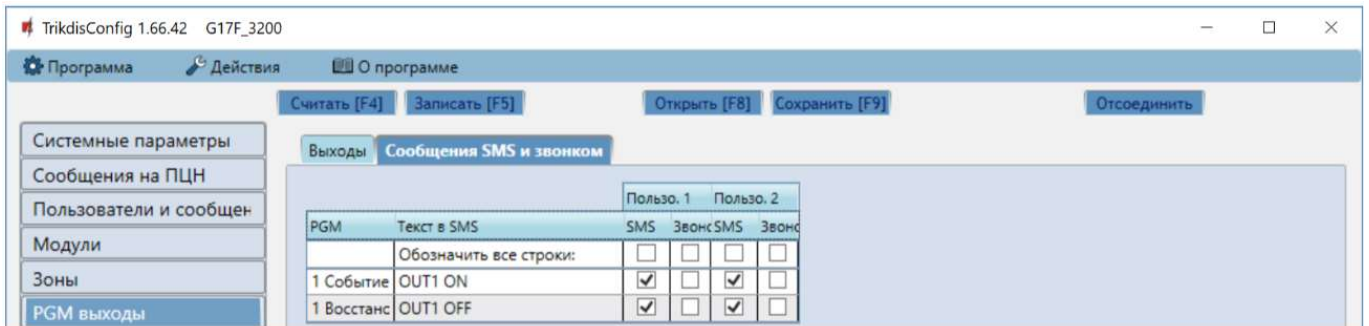 TrikdisConfig 1.66.42 G17F_3200
Программа Действия О программе
Считать [F4] Записать [F5] Открыть [F8] Сохранить [F9] Отсоединить
Системные параметры
Выходы Сообщения SMS и звонком
Сообщения на ПЦН
Пользо. 1 Пользо. 2
Пользователи и сообщен
PGM Текст в SMS SMS Звонс SMS Звонс
Модули
Обозначить все строки:
Зоны
1 Событие OUT1 ON
1 Восстанс OUT1 OFF
PGM выходы